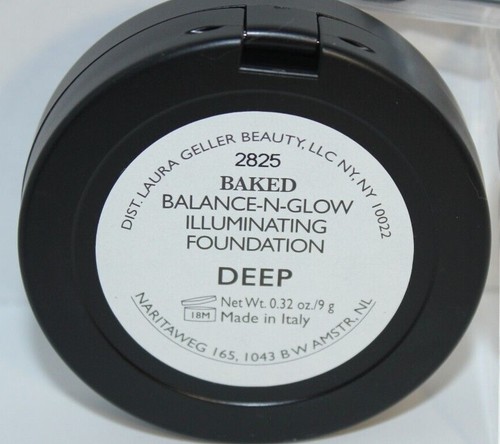 DIST. LAURA GELLER BEAUTY, LLC NY, NY 10022
2825
BAKED
BALANCE-N-GLOW
ILLUMINATING
FOUNDATION
DEEP
18M
Net Wt. 0.32 oz./9 g
Made in Italy
NARITAWEG 165, 1043 BW AMSTR, NL